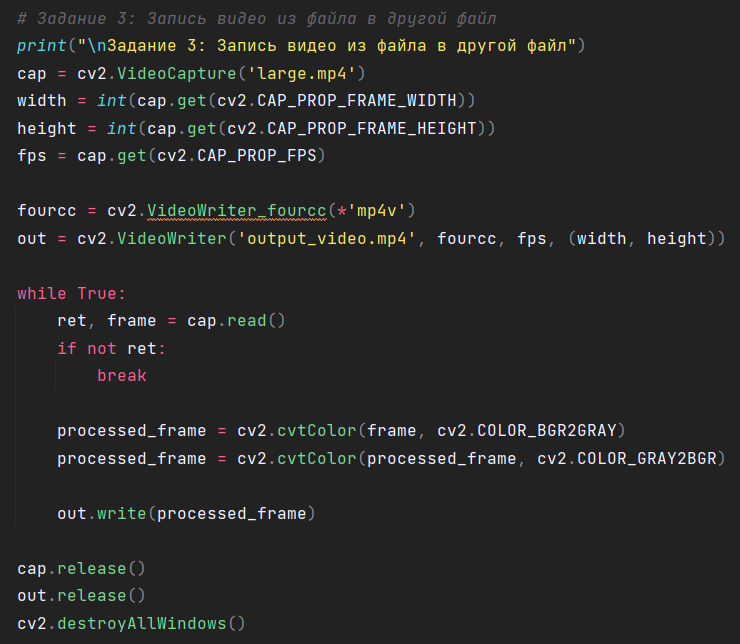 # Задание 3: Запись видео из файла в другой файл
print("\nЗадание 3: Запись видео из файла в другой файл")
cap = cv2.VideoCapture('large.mp4')
width = int(cap.get(cv2.CAP_PROP_FRAME_WIDTH))
height = int(cap.get(cv2.CAP_PROP_FRAME_HEIGHT))
fps = cap.get(cv2.CAP_PROP_FPS)

fourcc = cv2.VideoWriter_fourcc(*'mp4v')
out = cv2.VideoWriter('output_video.mp4', fourcc, fps, (width, height))

while True:
    ret, frame = cap.read()
    if not ret:
        break

    processed_frame = cv2.cvtColor(frame, cv2.COLOR_BGR2GRAY)
    processed_frame = cv2.cvtColor(processed_frame, cv2.COLOR_GRAY2BGR)

    out.write(processed_frame)

cap.release()
out.release()
cv2.destroyAllWindows()